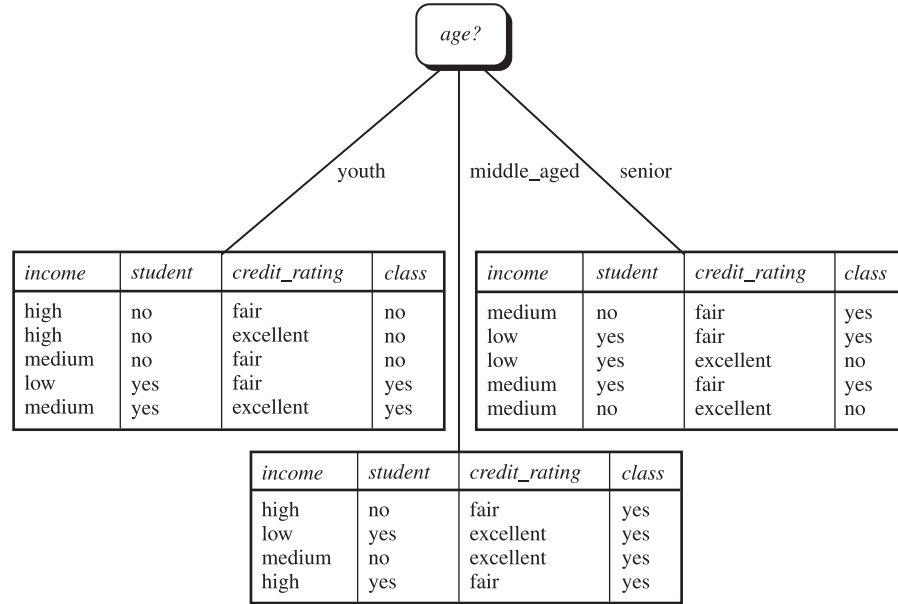 age?
youth
middle_aged
senior
income student credit_rating class
high no fair no
high no excellent no
medium no fair no
low yes fair yes
medium yes excellent yes
income student credit_rating class
medium no fair yes
low yes fair yes
low yes excellent no
medium yes fair yes
medium no excellent no
income student credit_rating class
high no fair yes
low yes excellent yes
medium no excellent yes
high yes fair yes